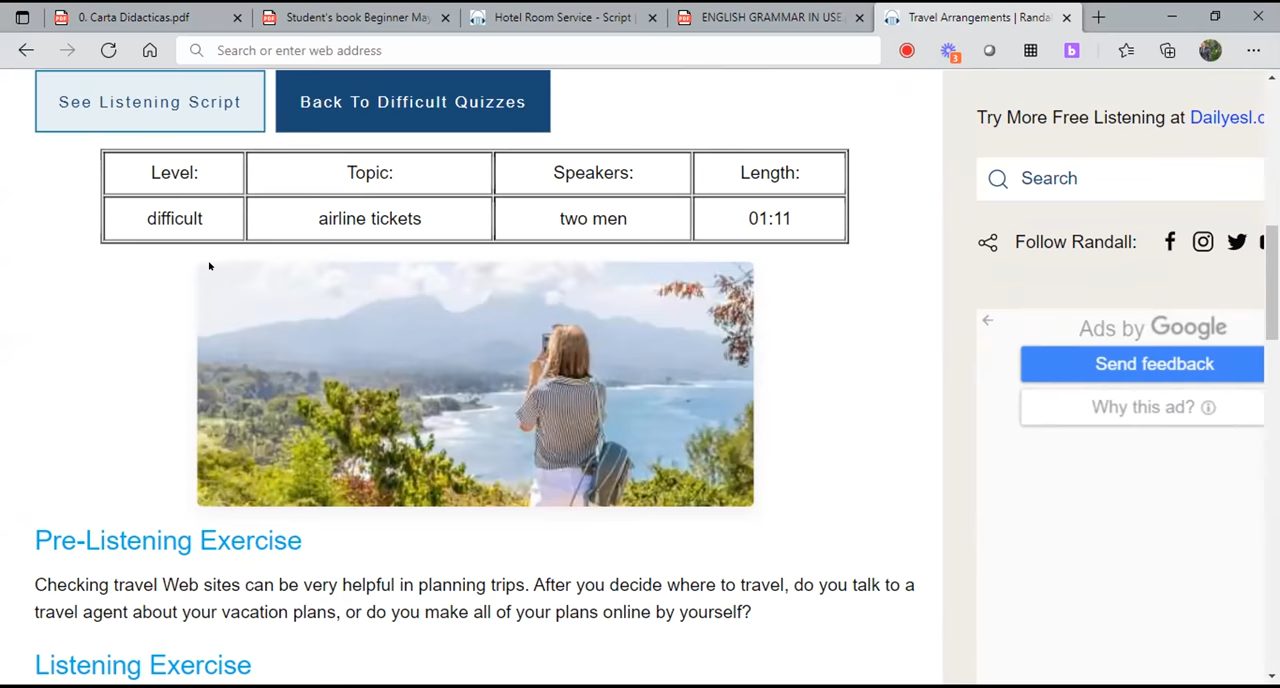 0. Carta Didacticas.pdf
Student's book Beginner Ma
Hotel Room Service - Script
ENGLISH GRAMMAR IN USE
Travel Arrangements | Randa
Search or enter web address
3
b
See Listening Script
Back To Difficult Quizzes
Level: Topic: Speakers: Length:
difficult airline tickets two men 01:11
Pre-Listening Exercise
Checking travel Web sites can be very helpful in planning trips. After you decide where to travel, do you talk to a
travel agent about your vacation plans, or do you make all of your plans online by yourself?
Listening Exercise
Try More Free Listening at Dailyesl.c
Search
Follow Randall:
Ads by Google
Send feedback
Why this ad?